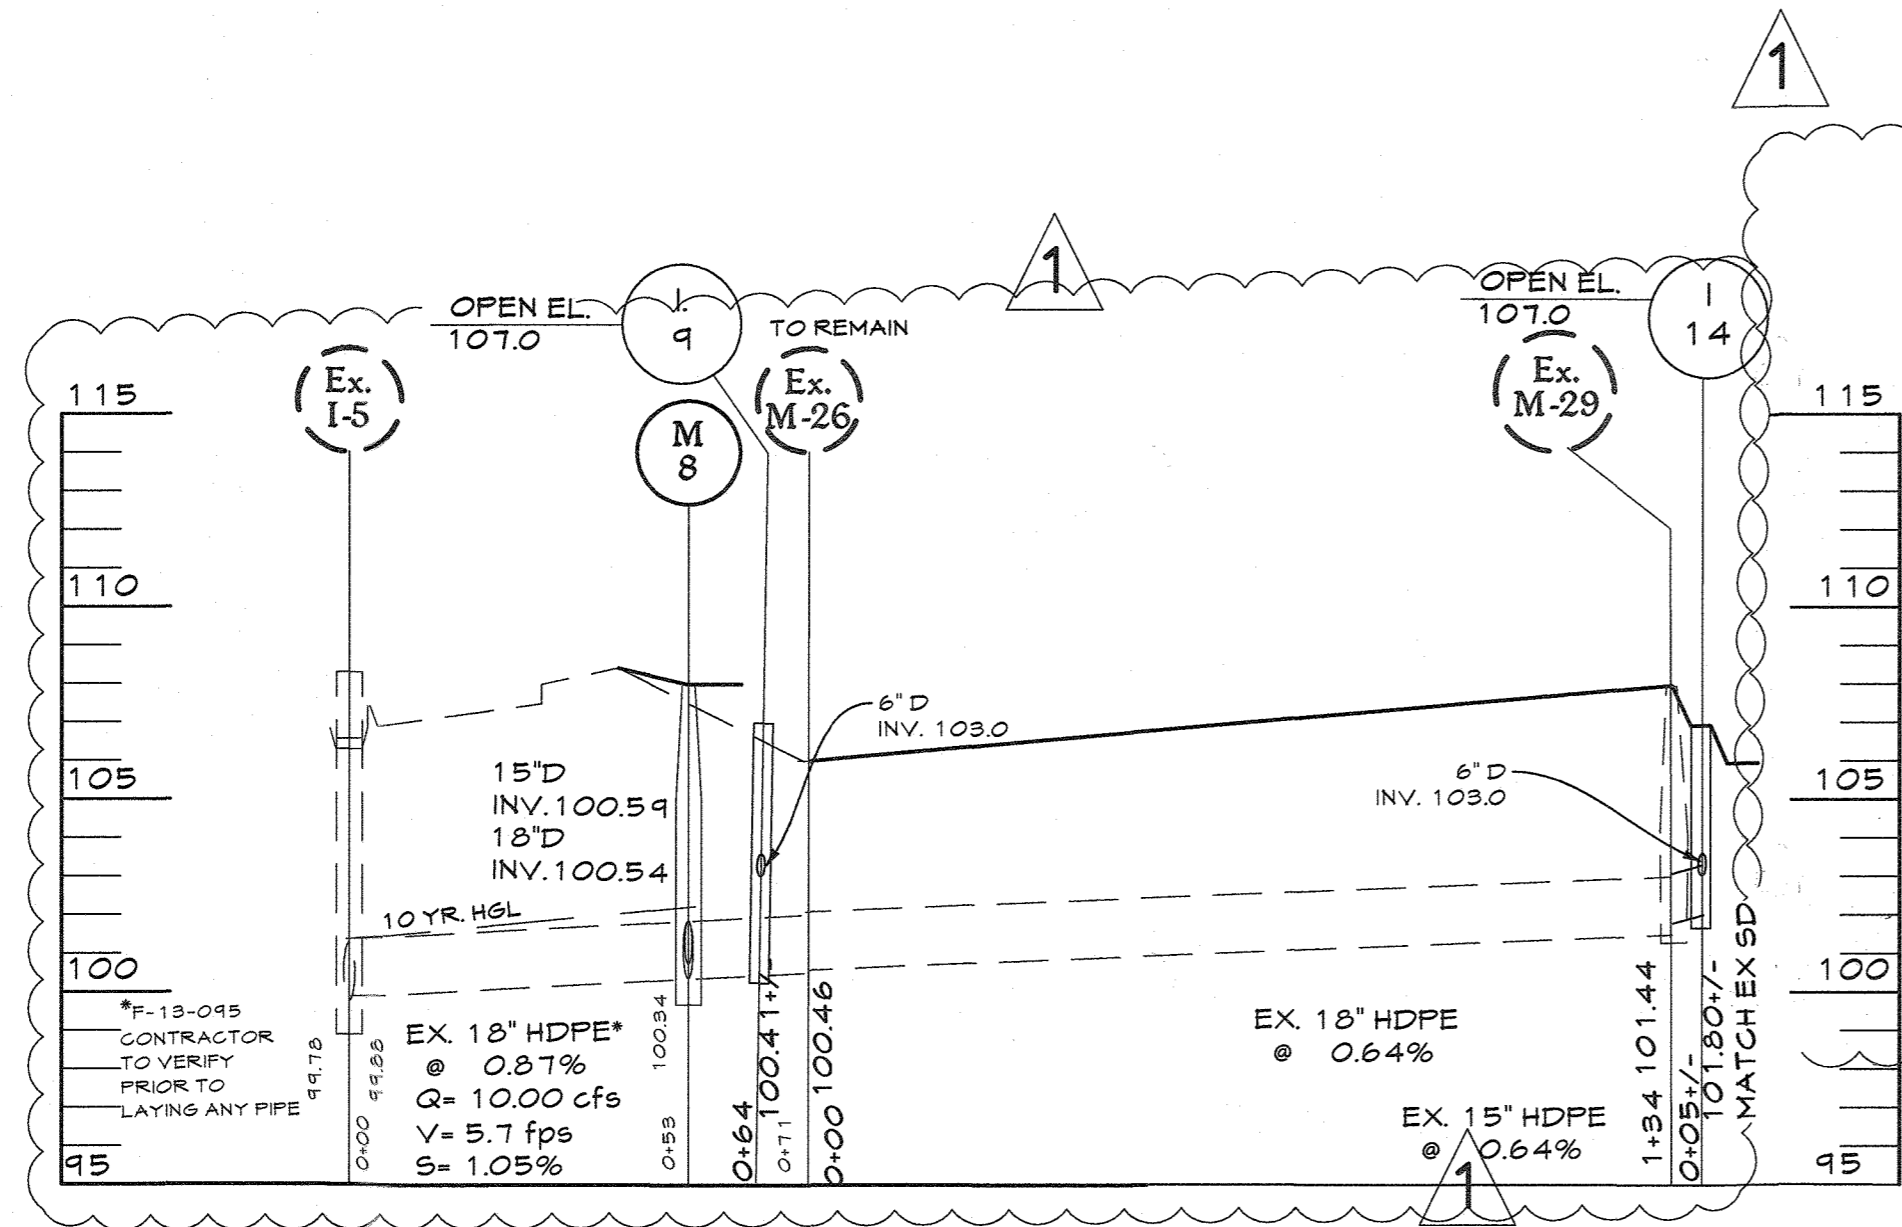 1
1
OPEN EL.
107.0
I
9
TO REMAIN
OPEN EL.
107.0
I
14
Ex.
I-5
M
8
Ex.
M-26
Ex.
M-29
115
110
105
100
95
115
110
105
100
95
6" D
INV. 103.0
15"D
INV. 100.59
18"D
INV. 100.54
6" D
INV. 103.0
10 YR. HGL
*F-13-095
CONTRACTOR
TO VERIFY
PRIOR TO
LAYING ANY PIPE
99.78
0+00 99.88
EX. 18" HDPE*
@ 0.87%
Q= 10.00 cfs
V= 5.7 fps
S= 1.05%
0+53 100.34
0+64 100.41+/-
0+71
0+00 100.46
EX. 18" HDPE
@ 0.64%
EX. 15" HDPE
@ 0.64%
1
1+34 101.44
0+05+/-
101.80+/-
MATCH EX SD